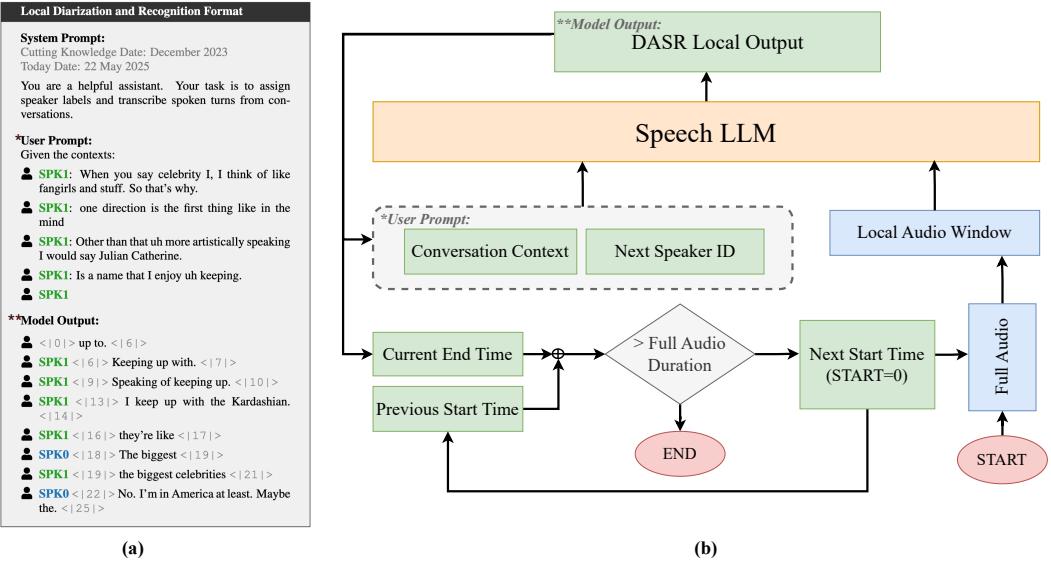 Local Diarization and Recognition Format
System Prompt:
Cutting Knowledge Date: December 2023
Today Date: 22 May 2025
You are a helpful assistant. Your task is to assign
speaker labels and transcribe spoken turns from con-
versations.
*User Prompt:
Given the contexts:
SPK1: When you say celebrity I, I think of like
fangirls and stuff. So that's why.
SPK1: one direction is the first thing like in the
mind
SPK1: Other than that uh more artistically speaking
I would say Julian Catherine.
SPK1: Is a name that I enjoy uh keeping.
SPK1
**Model Output:
<|0|> up to. <|6|>
SPK1 <|6|> Keeping up with. <|7|>
SPK1 <|9|> Speaking of keeping up. <|10|>
SPK1 <|13|> I keep up with the Kardashian.
<|14|>
SPK1 <|16|> they're like <|17|>
SPK0 <|18|> The biggest <|19|>
SPK1 <|19|> the biggest celebrities <|21|>
SPK0 <|22|> No. I'm in America at least. Maybe
the. <|25|>
(a)
**Model Output:
DASR Local Output
Speech LLM
*User Prompt:
Conversation Context
Next Speaker ID
Local Audio Window
Current End Time
Previous Start Time
> Full Audio
Duration
Next Start Time
(START=0)
Full Audio
END
START
(b)